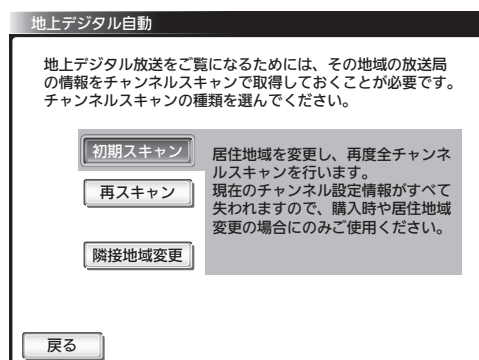 地上デジタル自動
地上デジタル放送をご覧になるためには、その地域の放送局
の情報をチャンネルスキャンで取得しておくことが必要です。
チャンネルスキャンの種類を選んでください。
初期スキャン
居住地域を変更し、再度全チャンネ
ルスキャンを行います。
再スキャン
現在のチャンネル設定情報がすべて
失われますので、購入時や居住地域
変更の場合にのみご使用ください。
隣接地域変更
戻る